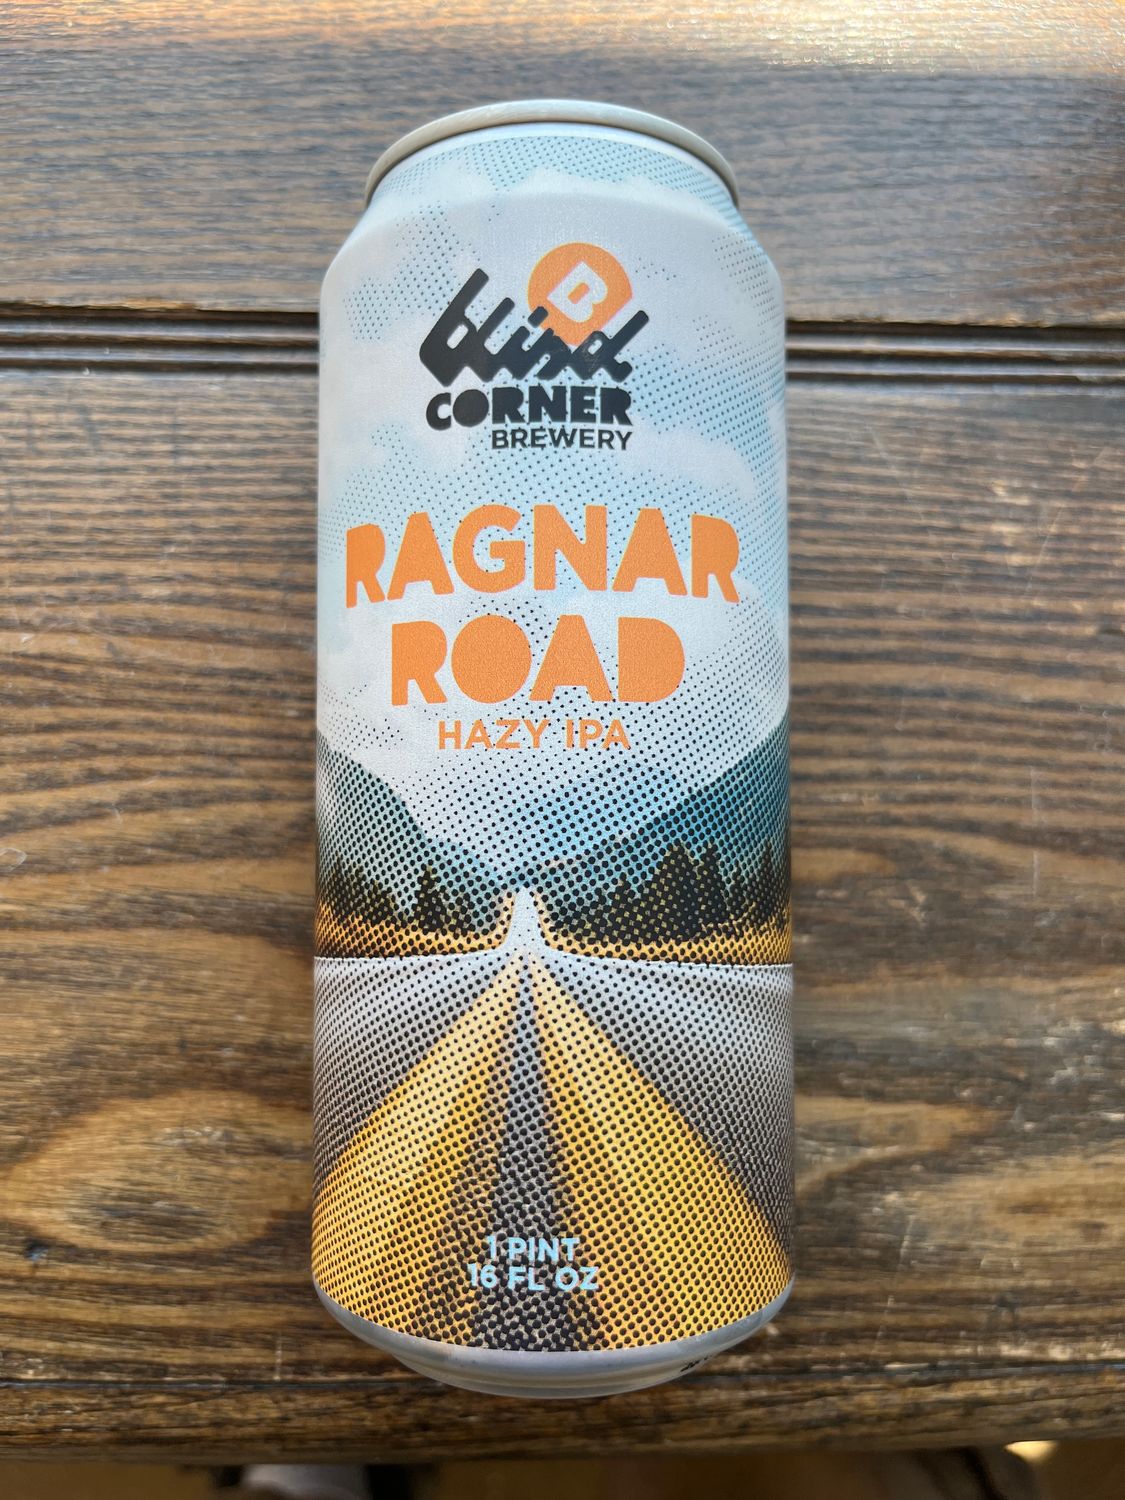 B
blind
CORNER
BREWERY
RAGNAR
ROAD
HAZY IPA
1 PINT
16 FL OZ